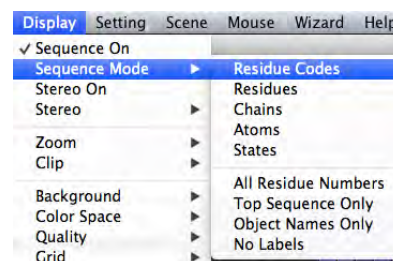 Display Setting Scene Mouse Wizard Help
✓ Sequence On
Sequence Mode ▶
Stereo On
Stereo ▶
Zoom ▶
Clip ▶
Background ▶
Color Space ▶
Quality ▶
Grid ▶
Residue Codes
Residues
Chains
Atoms
States
All Residue Numbers
Top Sequence Only
Object Names Only
No Labels